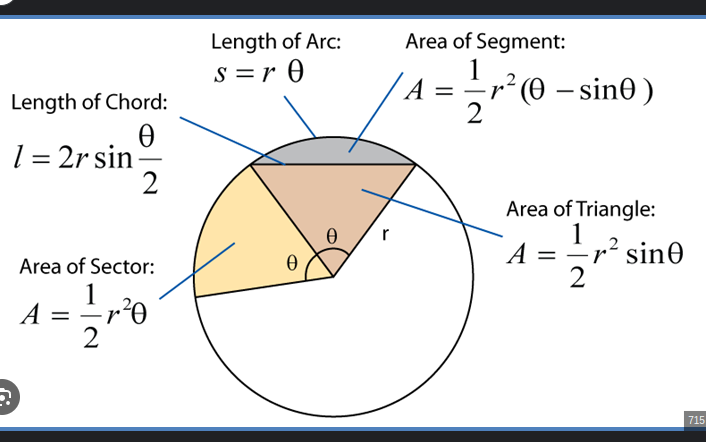 Length of Arc:
s = r θ
Area of Segment:
A = 1/2 r² (θ – sinθ )
Length of Chord:
l = 2r sin θ/2
Area of Triangle:
A = 1/2 r² sinθ
Area of Sector:
A = 1/2 r²θ
θ
r
θ
715